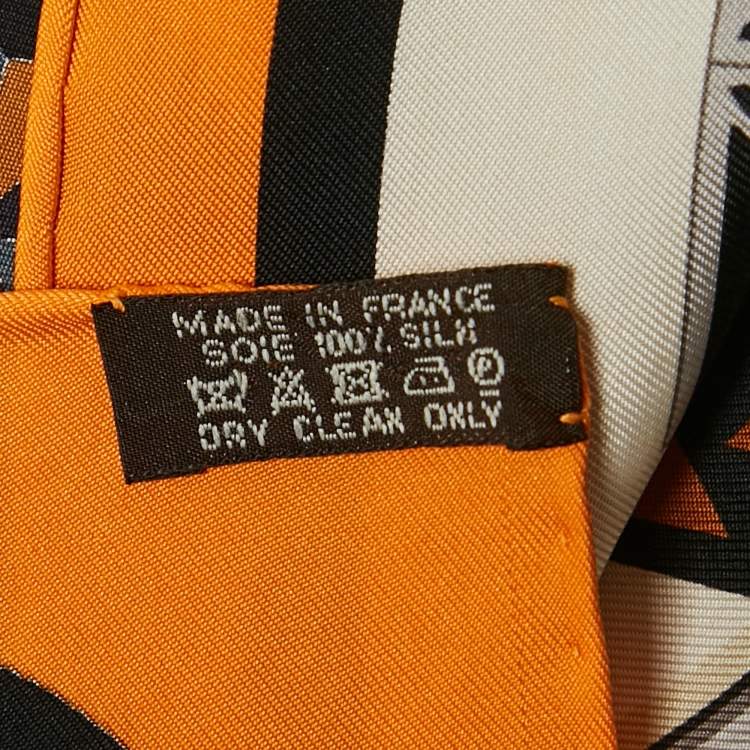 MADE IN FRANCE
SOIE 100% SILK
P
DRY CLEAN ONLY